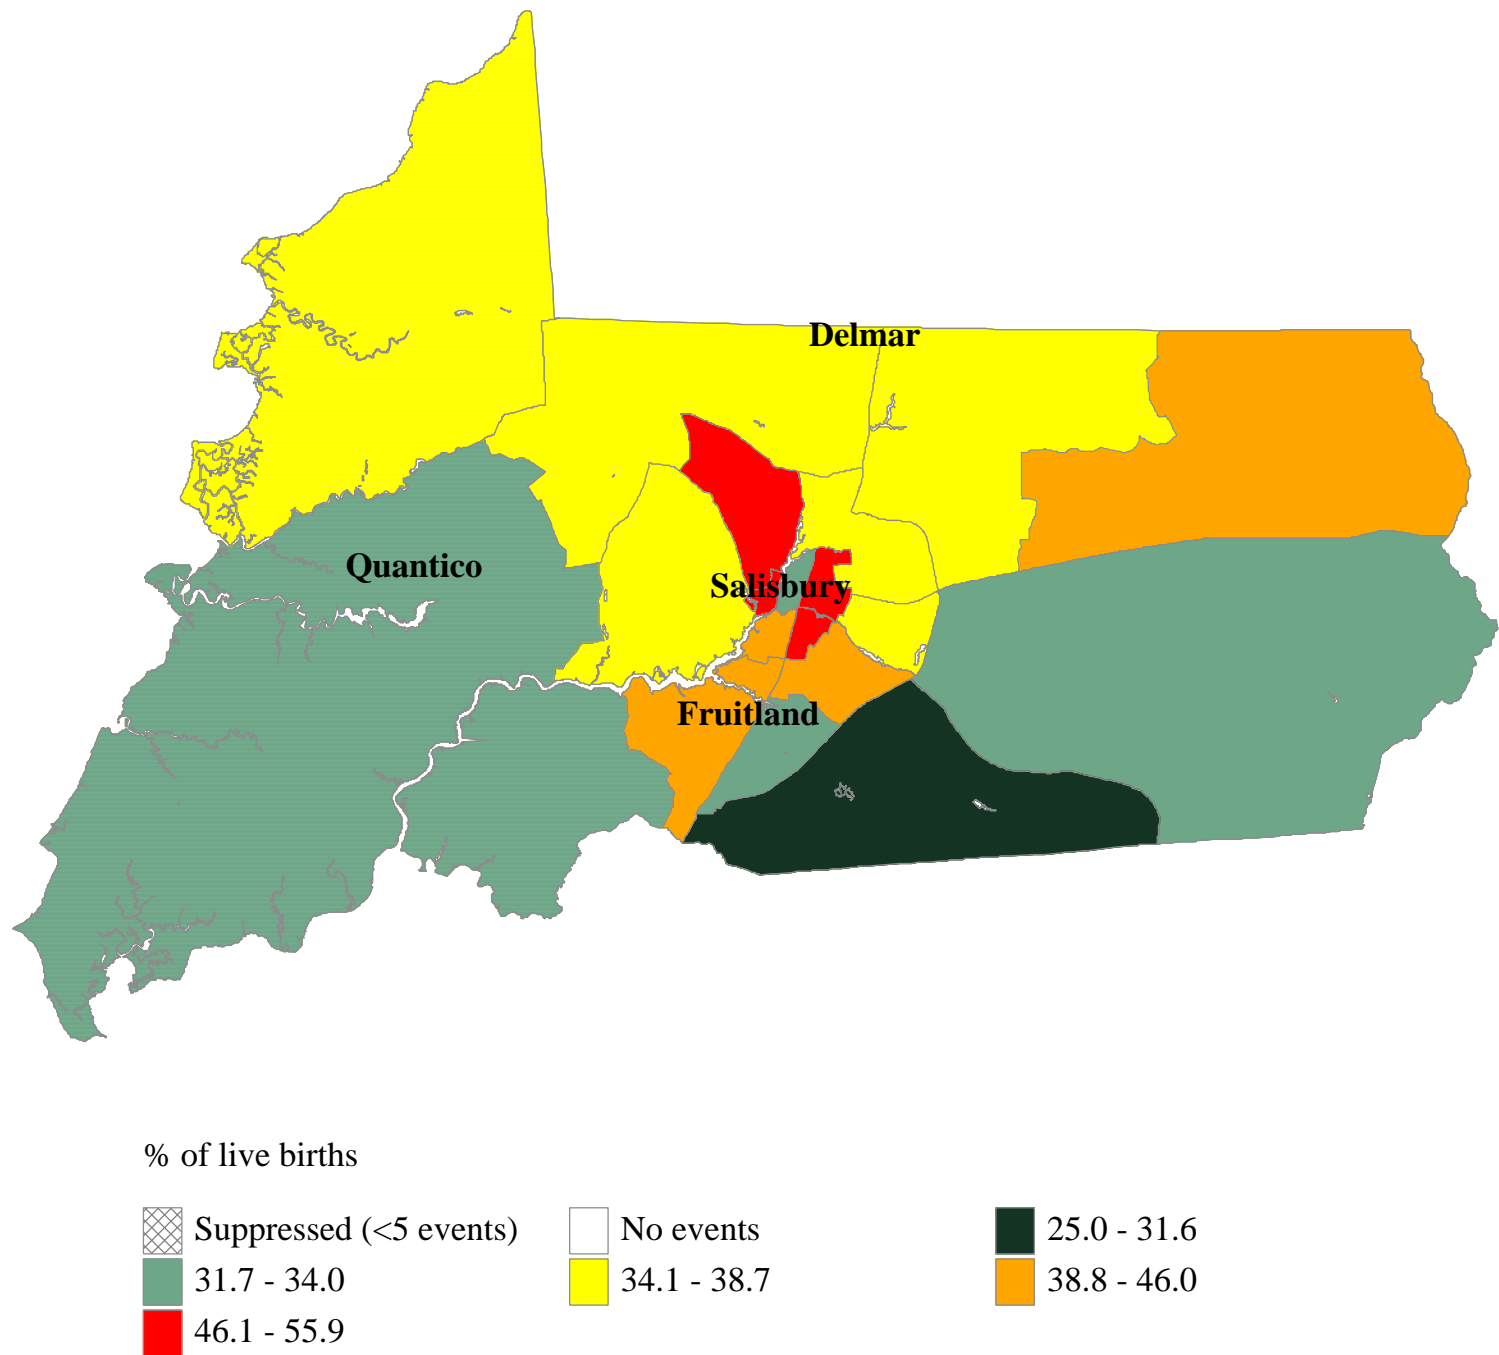 Delmar
Quantico
Salisbury
Fruitland
% of live births
Suppressed (<5 events)
No events
25.0 - 31.6
31.7 - 34.0
34.1 - 38.7
38.8 - 46.0
46.1 - 55.9